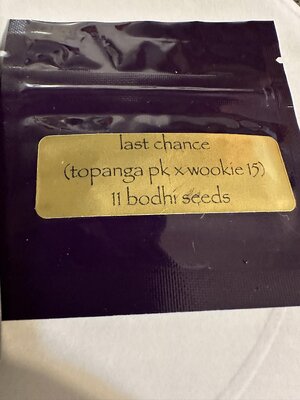 last chance
(topanga pk x wookie 15)
11 bodhi seeds